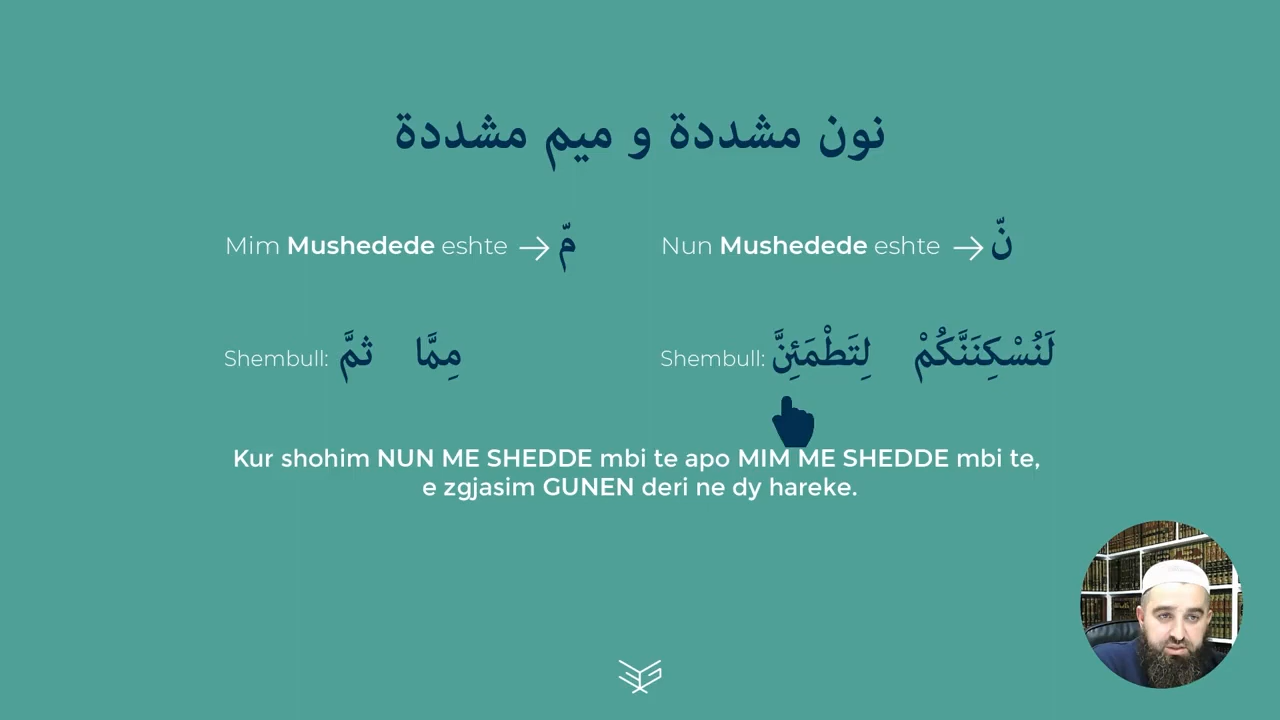 نون مشددة و ميم مشددة
Mim Mushedede eshte → مّ
Nun Mushedede eshte → نّ
Shembull: ثمَّ مِمَّا
Shembull: لِتَطْمَئِنَّ لَنُسْكِنَنَّكُمْ
Kur shohim NUN ME SHEDDE mbi te apo MIM ME SHEDDE mbi te,
e zgjasim GUNEN deri ne dy hareke.